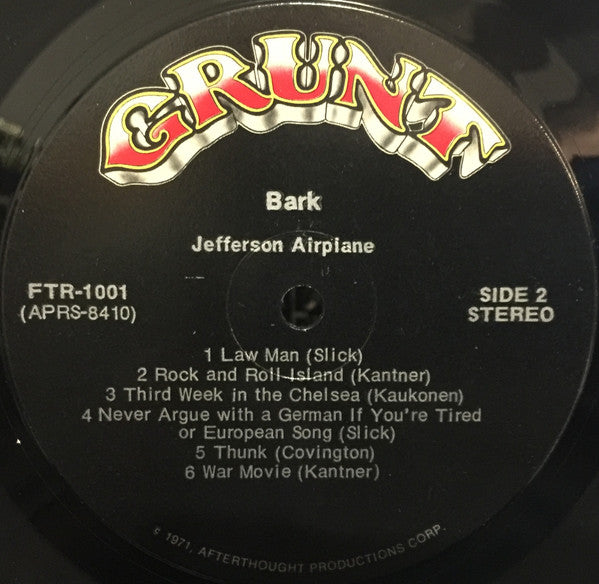 GRUNT
Bark
Jefferson Airplane
FTR-1001
(APRS-8410)
SIDE 2
STEREO
1 Law Man (Slick)
2 Rock and Roll Island (Kantner)
3 Third Week in the Chelsea (Kaukonen)
4 Never Argue with a German If You're Tired
or European Song (Slick)
5 Thunk (Covington)
6 War Movie (Kantner)
℗ 1971, AFTERTHOUGHT PRODUCTIONS CORP.